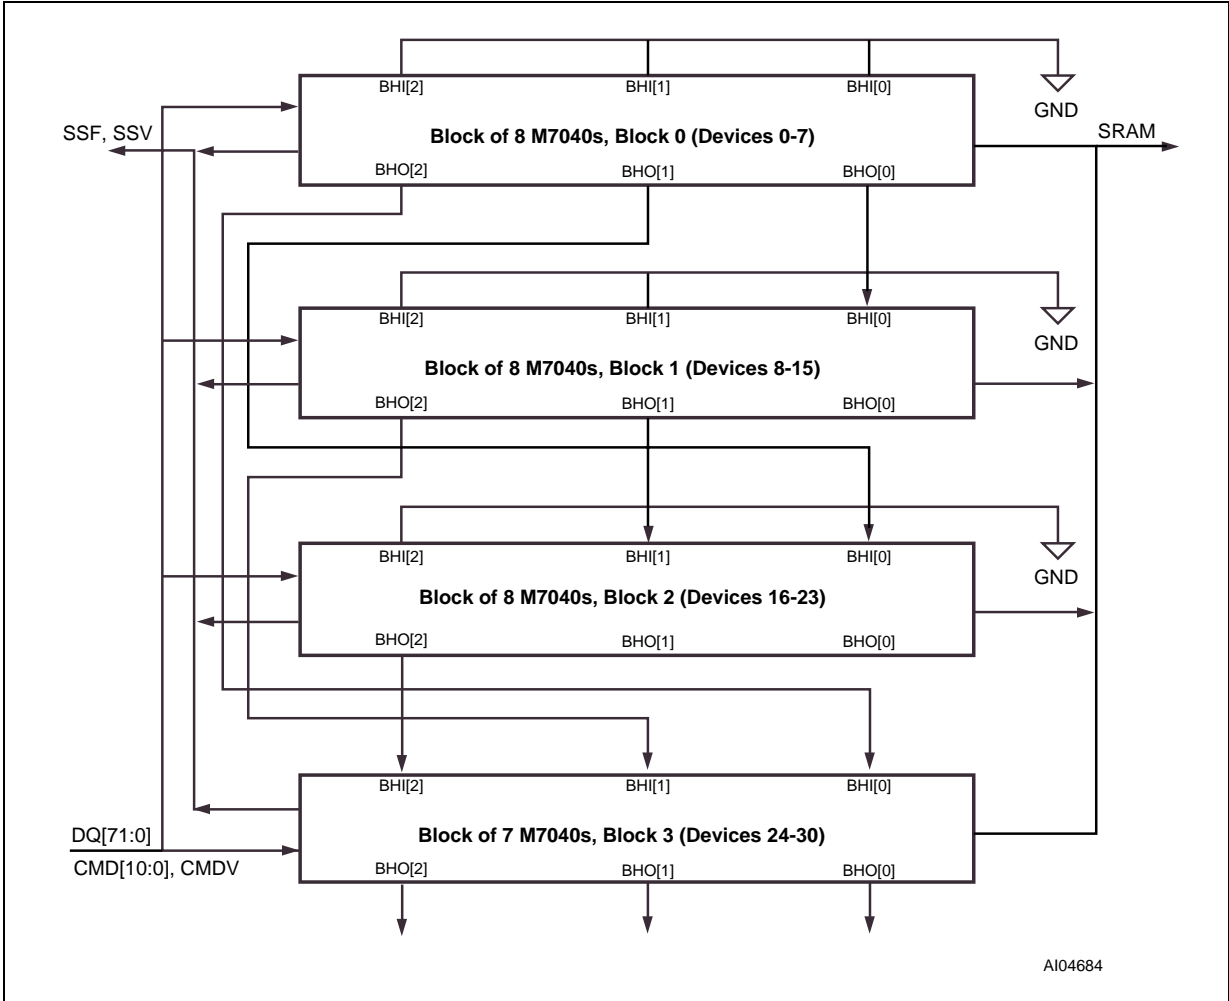 BHI[2] BHI[1] BHI[0]
GND
SSF, SSV
Block of 8 M7040s, Block 0 (Devices 0-7)
SRAM
BHO[2] BHO[1] BHO[0]
BHI[2] BHI[1] BHI[0]
GND
Block of 8 M7040s, Block 1 (Devices 8-15)
BHO[2] BHO[1] BHO[0]
BHI[2] BHI[1] BHI[0]
GND
Block of 8 M7040s, Block 2 (Devices 16-23)
BHO[2] BHO[1] BHO[0]
BHI[2] BHI[1] BHI[0]
DQ[71:0]
Block of 7 M7040s, Block 3 (Devices 24-30)
CMD[10:0], CMDV
BHO[2] BHO[1] BHO[0]
AI04684